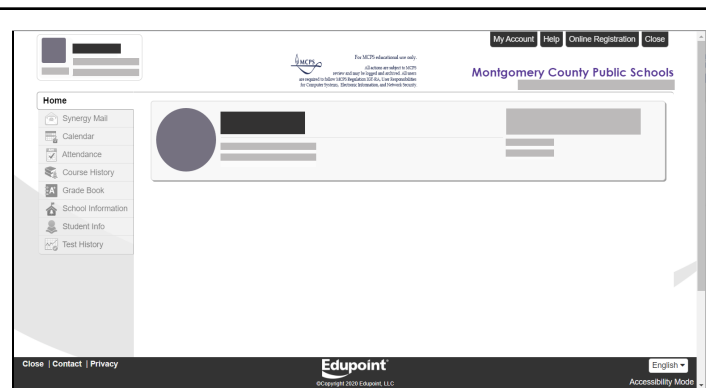 My Account Help Online Registration Close
MCPS
For MCPS educational use only.
All actions are subject to MCPS
review and may be logged and archived. All users
are required to follow MCPS Regulation IGT-RA, User Responsibilities
for Computer Systems, Electronic Information, and Network Security
Montgomery County Public Schools
Home
Synergy Mail
Calendar
Attendance
Course History
Grade Book
School Information
Student Info
Test History
Close | Contact | Privacy
Edupoint
©Copyright 2020 Edupoint, LLC
English
Accessibility Mode